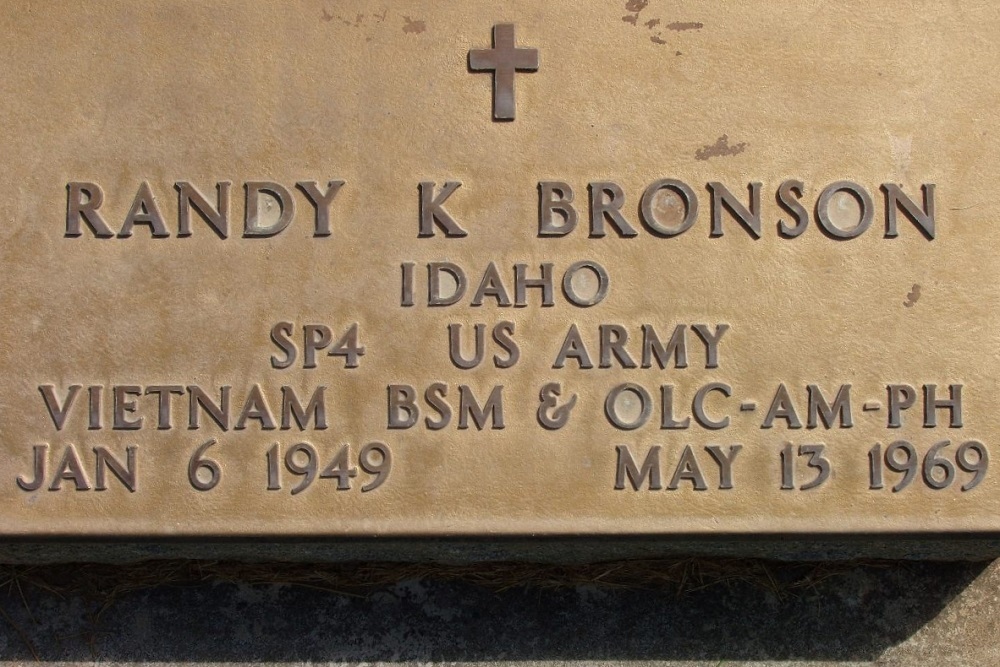 RANDY K BRONSON
IDAHO
SP4 US ARMY
VIETNAM BSM & OLC-AM-PH
JAN 6 1949 MAY 13 1969